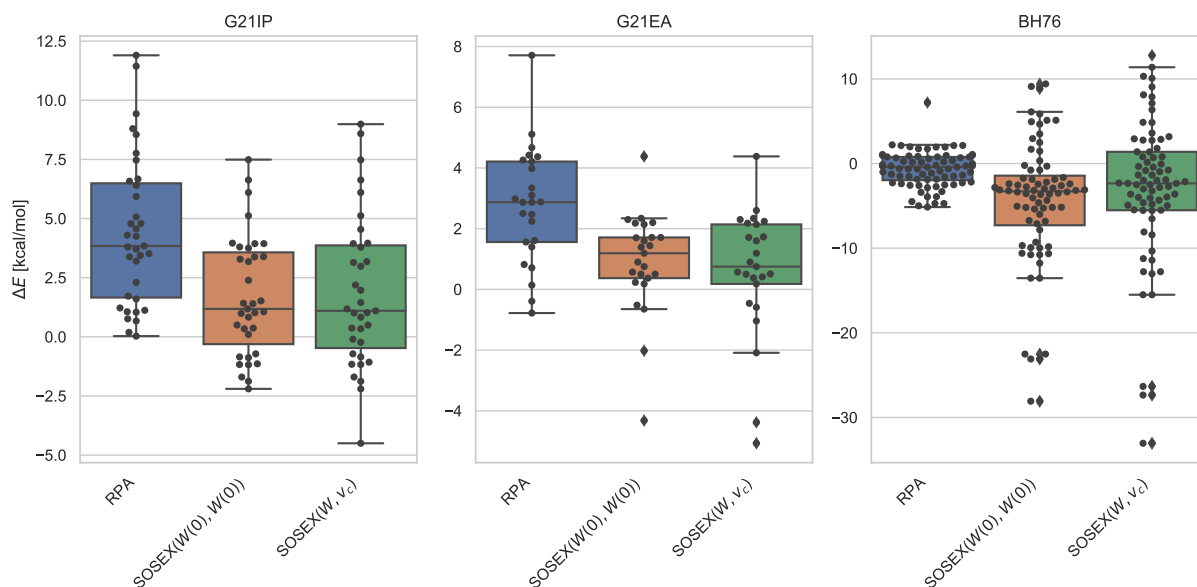 G21IP
G21EA
BH76
ΔE [kcal/mol]
12.5
10.0
7.5
5.0
2.5
0.0
−2.5
−5.0
8
6
4
2
0
−2
−4
10
0
−10
−20
−30
RPA
SOSEX(W(0), W(0))
SOSEX(W, v_c)
RPA
SOSEX(W(0), W(0))
SOSEX(W, v_c)
RPA
SOSEX(W(0), W(0))
SOSEX(W, v_c)